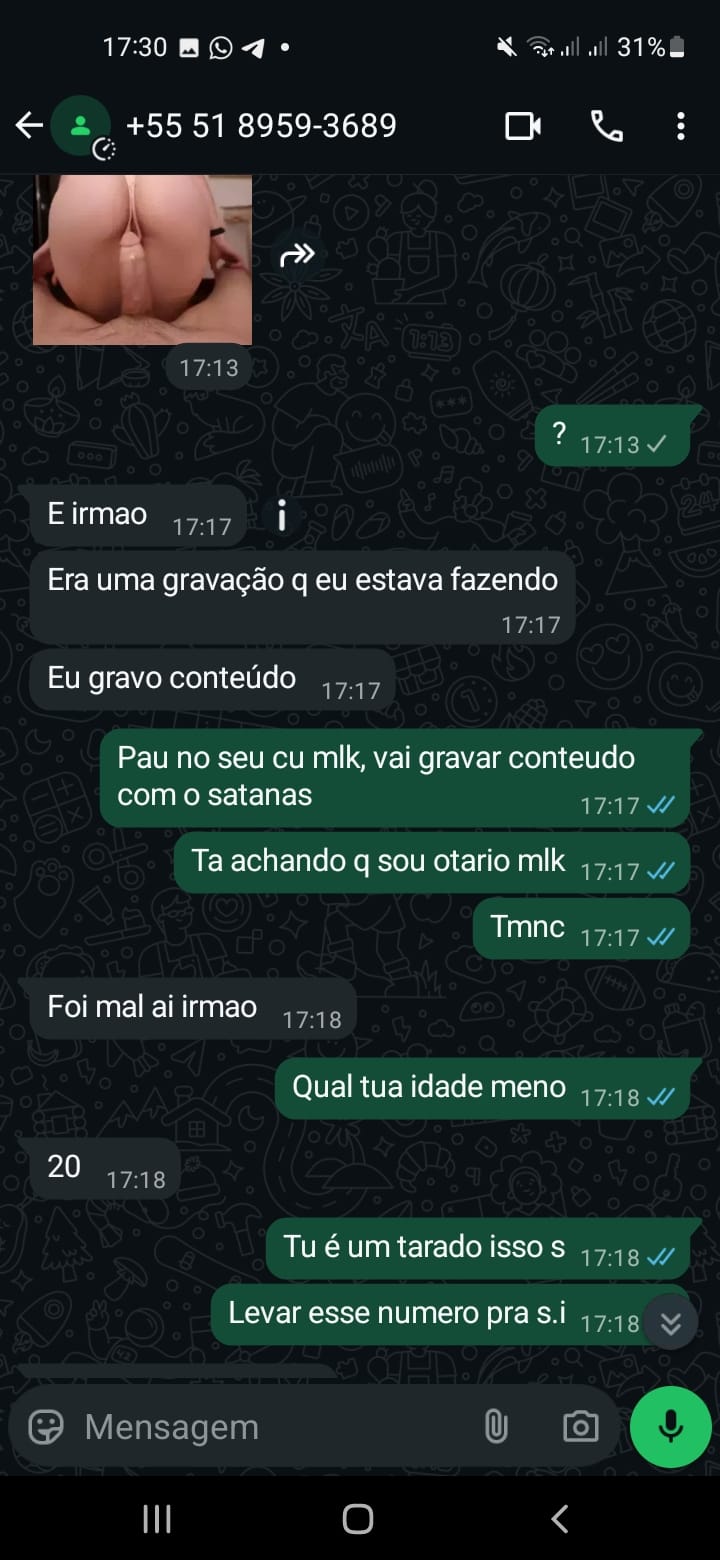 17:30
31%
+55 51 8959-3689
17:13
? 17:13
E irmao 17:17
Era uma gravação q eu estava fazendo
17:17
Eu gravo conteúdo 17:17
Pau no seu cu mlk, vai gravar conteudo
com o satanas 17:17
Ta achando q sou otario mlk 17:17
Tmnc 17:17
Foi mal ai irmao 17:18
Qual tua idade meno 17:18
20 17:18
Tu é um tarado isso s 17:18
Levar esse numero pra s.i 17:18
Mensagem